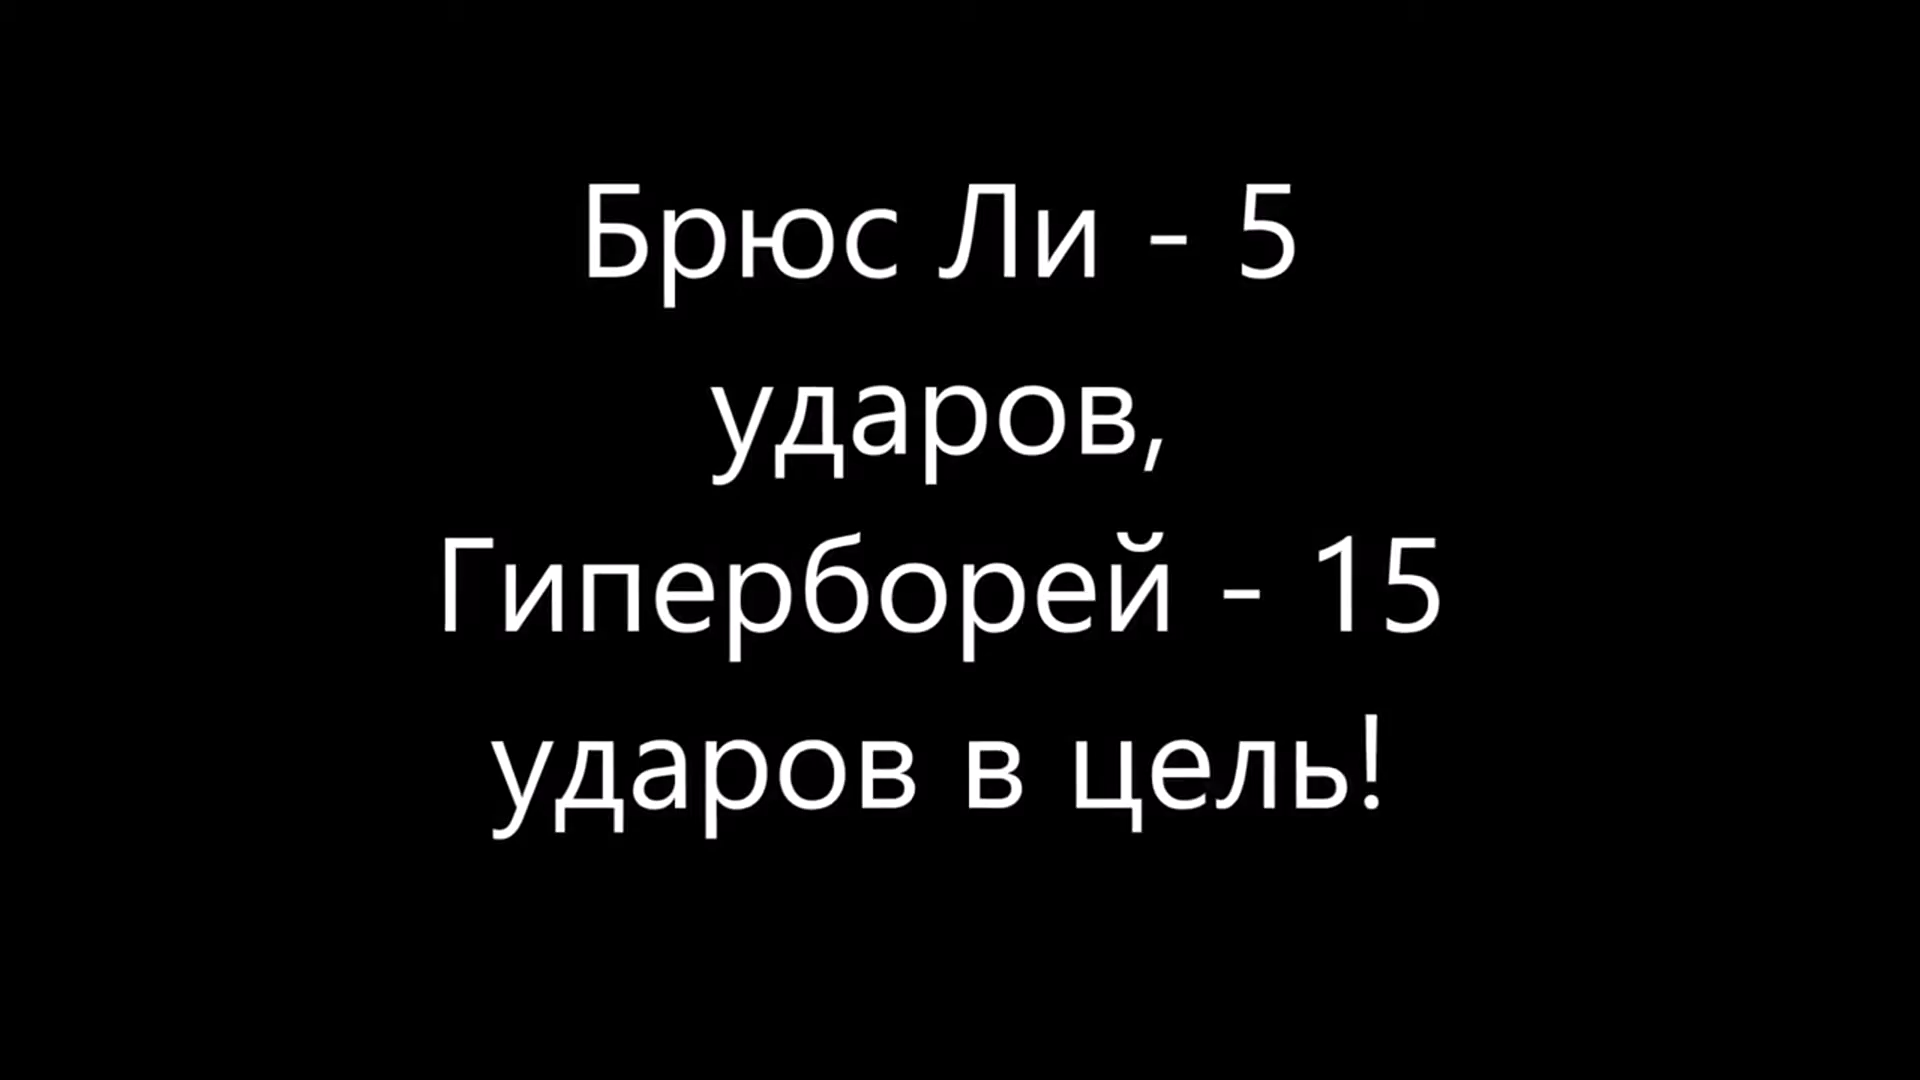 Брюс Ли - 5
ударов,
Гиперборей - 15
ударов в цель!